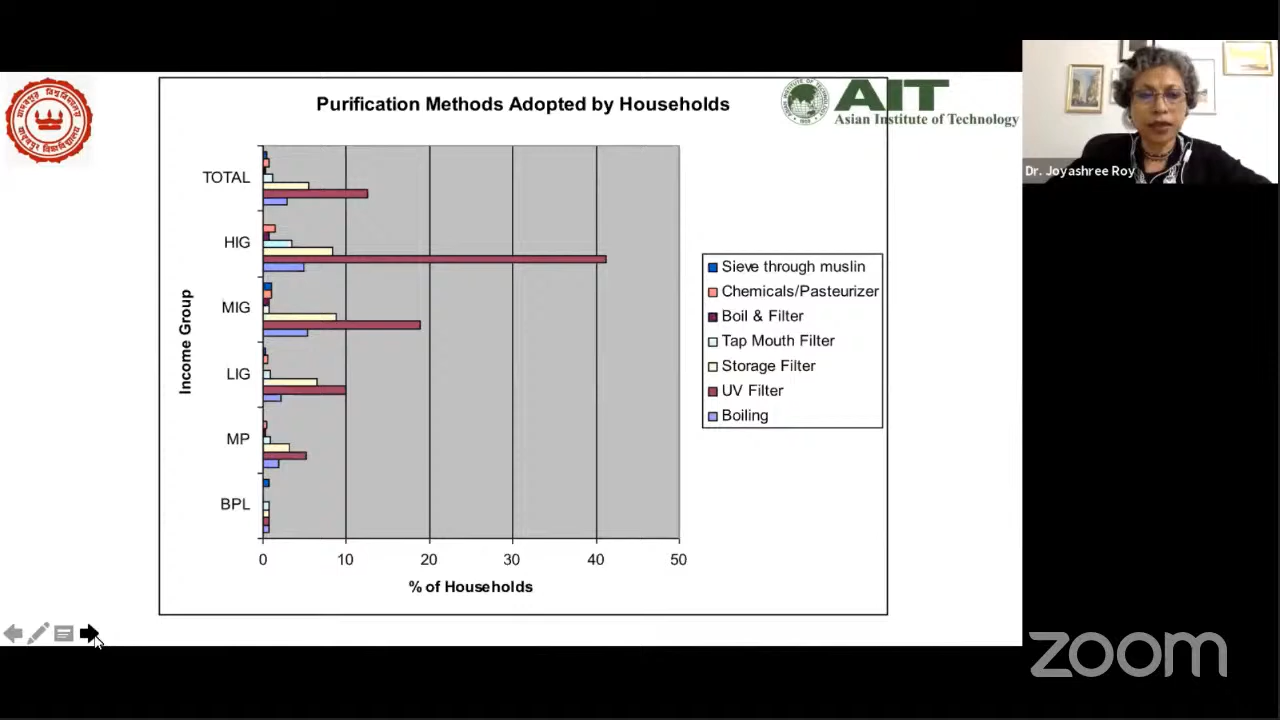 Purification Methods Adopted by Households
AIT
Asian Institute of Technology
Dr. Joyashree Roy
TOTAL
HIG
MIG
LIG
MP
BPL
Income Group
0 10 20 30 40 50
% of Households
Sieve through muslin
Chemicals/Pasteurizer
Boil & Filter
Tap Mouth Filter
Storage Filter
UV Filter
Boiling
zoom